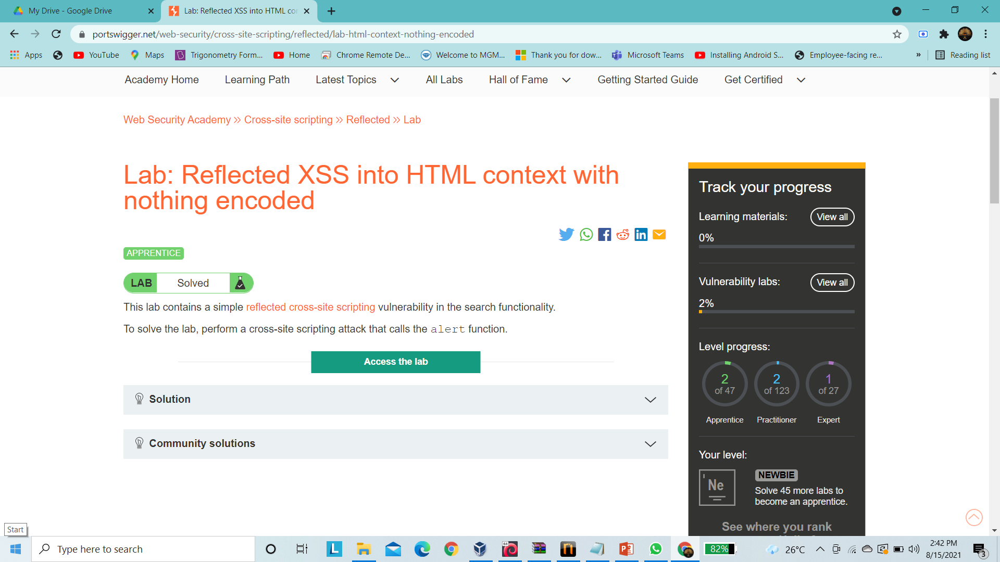 My Drive - Google Drive
Lab: Reflected XSS into HTML co
portswigger.net/web-security/cross-site-scripting/reflected/lab-html-context-nothing-encoded
Apps
YouTube
Maps
Trigonometry Form...
Home
Chrome Remote De...
Welcome to MGM...
Thank you for dow...
Microsoft Teams
Installing Android S...
Employee-facing re...
»
Reading list
Academy Home
Learning Path
Latest Topics
All Labs
Hall of Fame
Getting Started Guide
Get Certified
Web Security Academy » Cross-site scripting » Reflected » Lab
Lab: Reflected XSS into HTML context with
nothing encoded
APPRENTICE
LAB Solved
This lab contains a simple reflected cross-site scripting vulnerability in the search functionality.
To solve the lab, perform a cross-site scripting attack that calls the alert function.
Access the lab
Solution
Community solutions
Track your progress
Learning materials:
View all
0%
Vulnerability labs:
View all
2%
Level progress:
2
of 47
2
of 123
1
of 27
Apprentice
Practitioner
Expert
Your level:
Ne
NEWBIE
Solve 45 more labs to
become an apprentice.
See where you rank
Start
Type here to search
L
64
82%
26°C
2:42 PM
8/15/2021
3